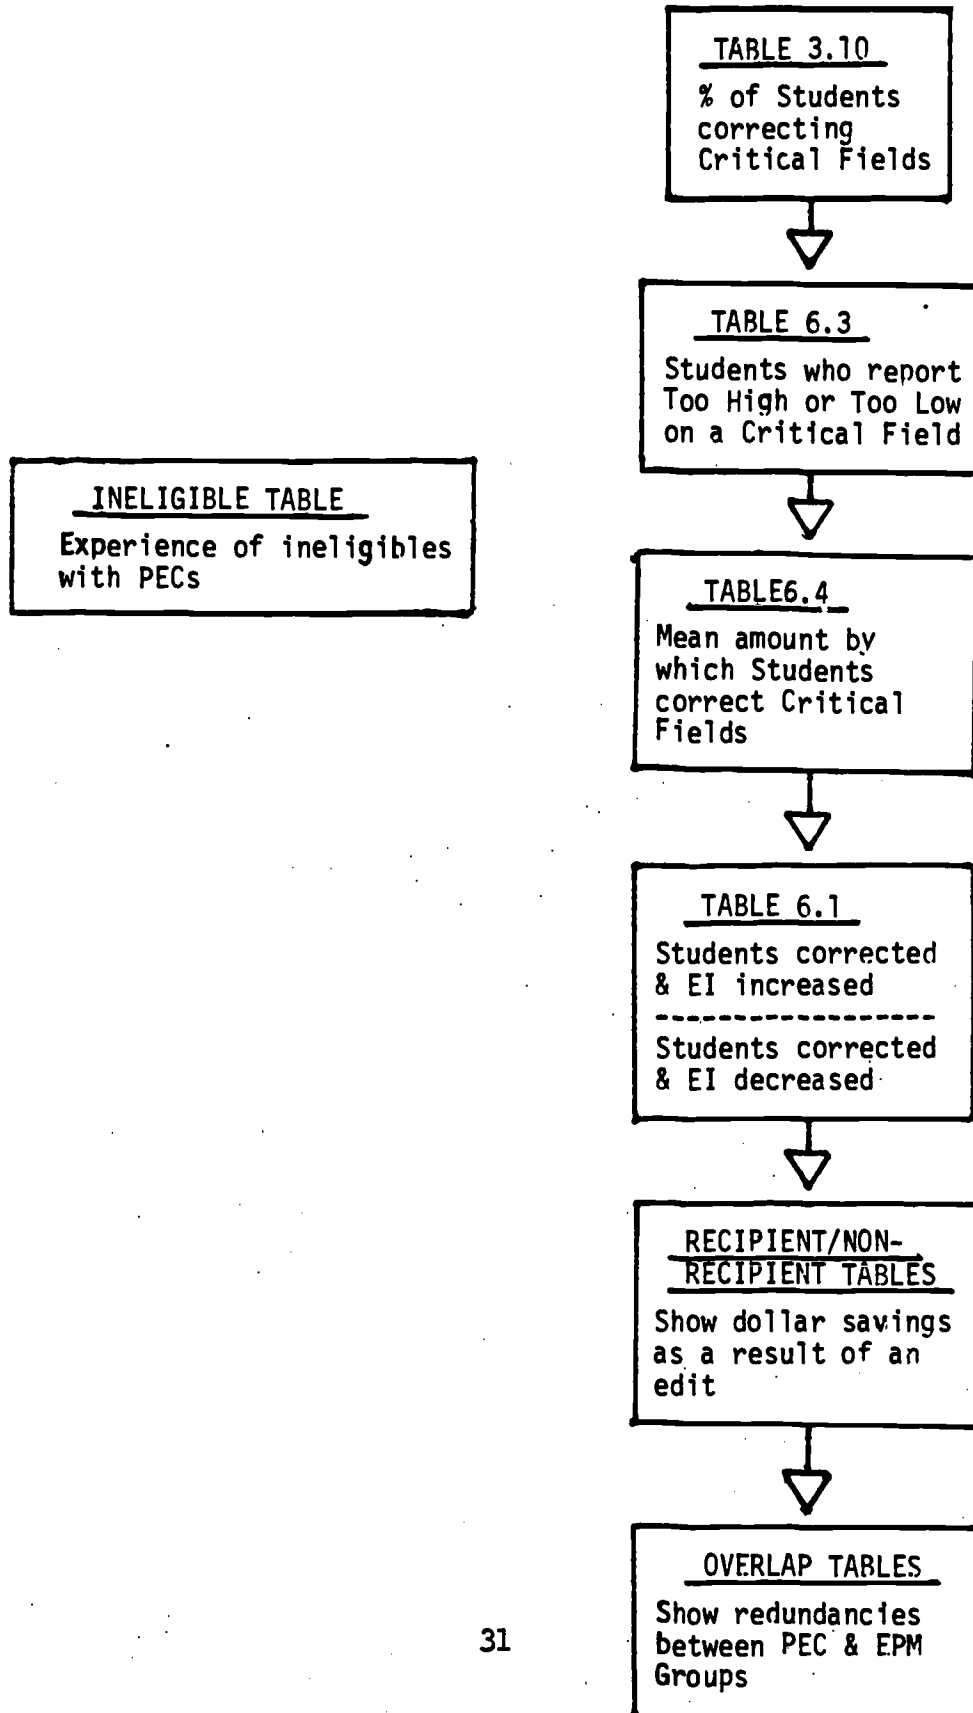 TABLE 3.10
% of Students
correcting
Critical Fields
TABLE 6.3
Students who report
Too High or Too Low
on a Critical Field
INELIGIBLE TABLE
Experience of ineligibles
with PECs
TABLE6.4
Mean amount by
which Students
correct Critical
Fields
TABLE 6.1
Students corrected
& EI increased
Students corrected
& EI decreased
RECIPIENT/NON-
RECIPIENT TABLES
Show dollar savings
as a result of an
edit
OVERLAP TABLES
Show redundancies
between PEC & EPM
Groups
31